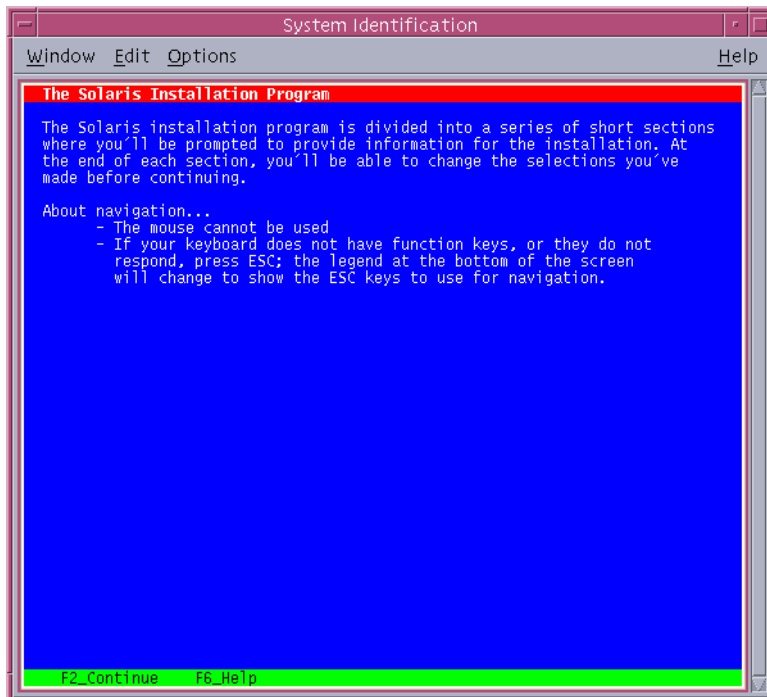 System Identification
Window Edit Options Help
The Solaris Installation Program
The Solaris installation program is divided into a series of short sections
where you´ll be prompted to provide information for the installation. At
the end of each section, you´ll be able to change the selections you´ve
made before continuing.
About navigation...
- The mouse cannot be used
- If your keyboard does not have function keys, or they do not
respond, press ESC; the legend at the bottom of the screen
will change to show the ESC keys to use for navigation.
F2_Continue F6_Help